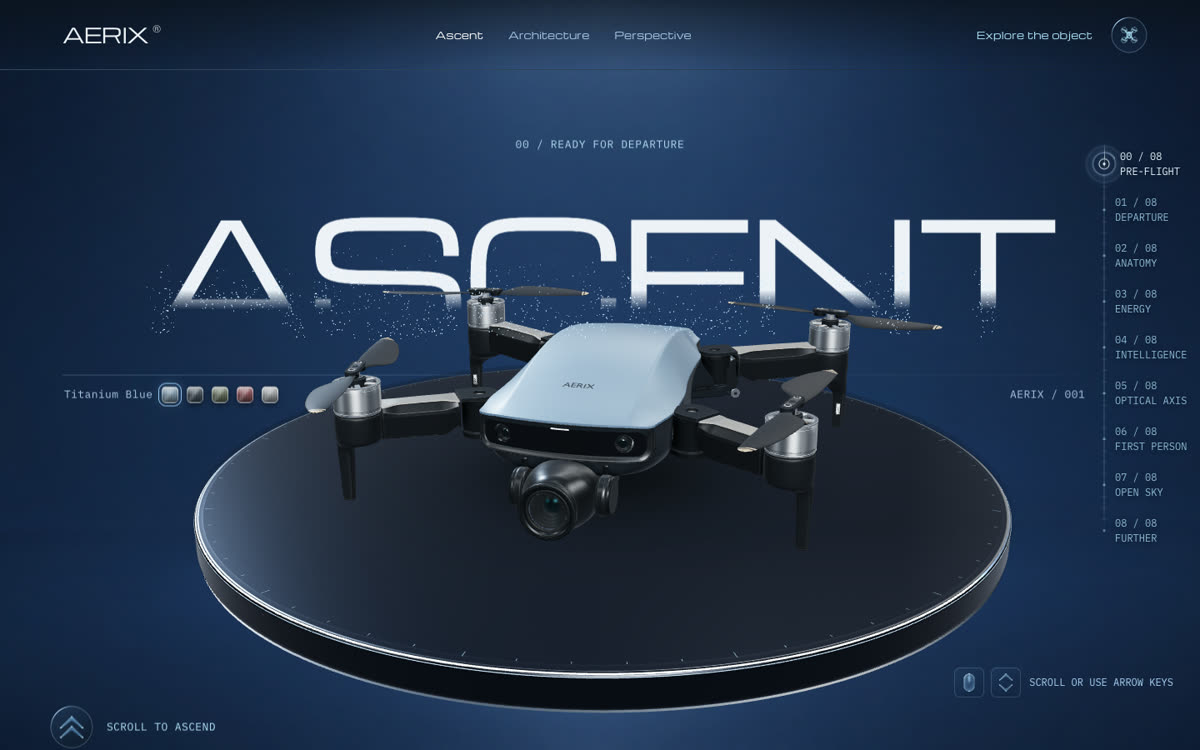 AERIX ®
Ascent
Architecture
Perspective
Explore the object
00 / READY FOR DEPARTURE
ASCENT
Titanium Blue
AERIX
AERIX / 001
00 / 08
PRE-FLIGHT
01 / 08
DEPARTURE
02 / 08
ANATOMY
03 / 08
ENERGY
04 / 08
INTELLIGENCE
05 / 08
OPTICAL AXIS
06 / 08
FIRST PERSON
07 / 08
OPEN SKY
08 / 08
FURTHER
SCROLL OR USE ARROW KEYS
SCROLL TO ASCEND